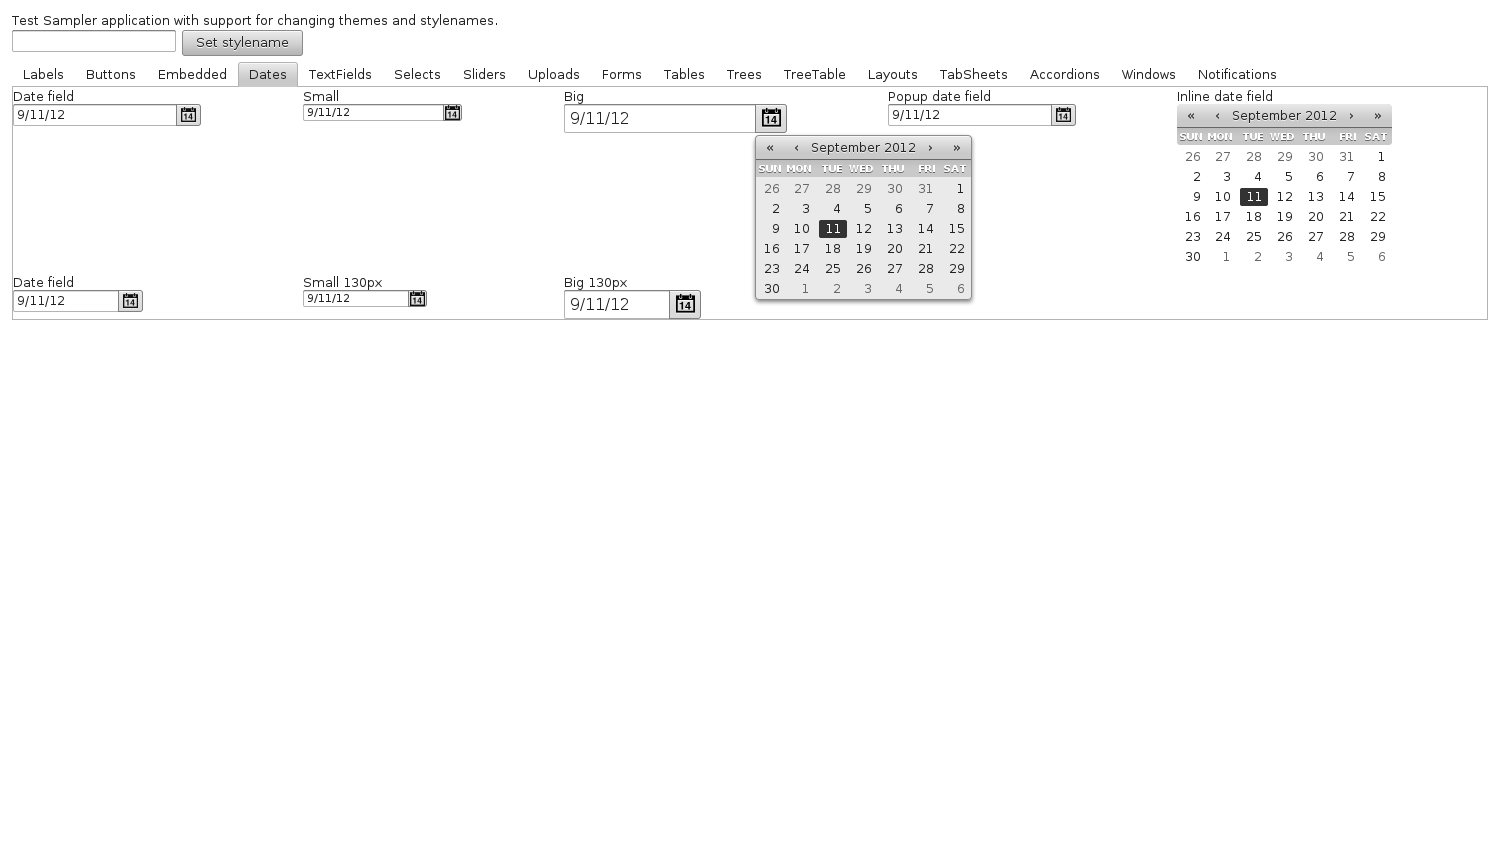 Test Sampler application with support for changing themes and stylenames.
Set stylename
Labels Buttons Embedded Dates TextFields Selects Sliders Uploads Forms Tables Trees TreeTable Layouts TabSheets Accordions Windows Notifications
Date field Small Big Popup date field Inline date field
9/11/12 14 9/11/12 14 9/11/12 14 9/11/12 14
« ‹ September 2012 › »
SUN MON TUE WED THU FRI SAT
26 27 28 29 30 31 1
2 3 4 5 6 7 8
9 10 11 12 13 14 15
16 17 18 19 20 21 22
23 24 25 26 27 28 29
30 1 2 3 4 5 6
« ‹ September 2012 › »
SUN MON TUE WED THU FRI SAT
26 27 28 29 30 31 1
2 3 4 5 6 7 8
9 10 11 12 13 14 15
16 17 18 19 20 21 22
23 24 25 26 27 28 29
30 1 2 3 4 5 6
Date field Small 130px Big 130px
9/11/12 14 9/11/12 14 9/11/12 14